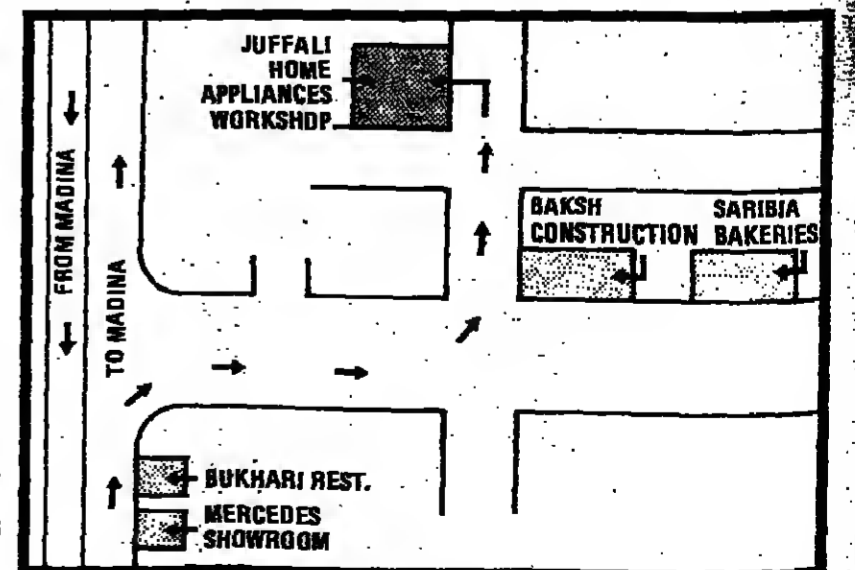 JUFFALI
HOME
APPLIANCES
WORKSHOP
FROM MADINA
TO MADINA
BAKSH
CONSTRUCTION
SARIBIA
BAKERIES
BUKHARI REST.
MERCEDES
SHOWROOM